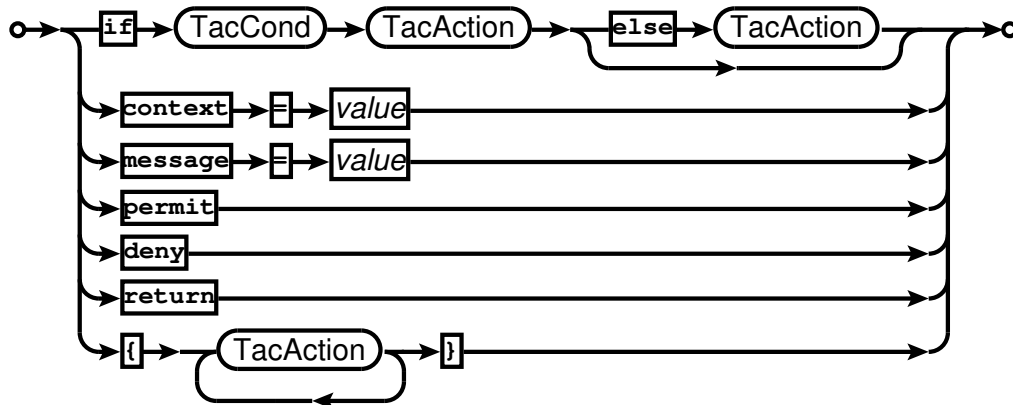 if TacCond TacAction else TacAction
context = value
message = value
permit
deny
return
{ TacAction }